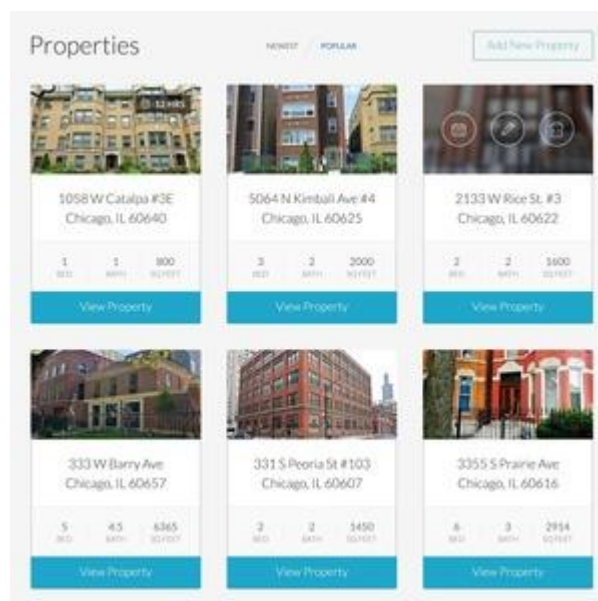 Properties
NEWEST / POPULAR
Add New Property
12 HRS
1058 W Catalpa #3E
Chicago, IL 60640
1 1 800
BED BATH SQ FEET
View Property
5064 N Kimball Ave #4
Chicago, IL 60625
3 2 2000
BED BATH SQ FEET
View Property
2133 W Rice St. #3
Chicago, IL 60622
2 2 1600
BED BATH SQ FEET
View Property
333 W Barry Ave
Chicago, IL 60657
5 4.5 6365
BED BATH SQ FEET
View Property
331 S Peoria St #103
Chicago, IL 60607
2 2 1450
BED BATH SQ FEET
View Property
3355 S Prairie Ave
Chicago, IL 60616
6 3 2914
BED BATH SQ FEET
View Property